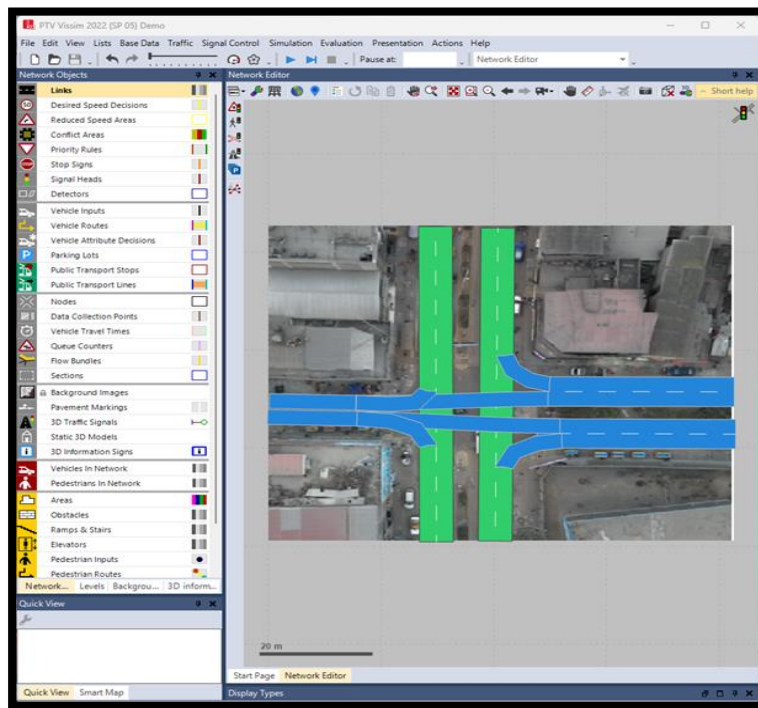 PTV Vissim 2022 (SP 05) Demo
File Edit View Lists Base Data Traffic Signal Control Simulation Evaluation Presentation Actions Help
Pause at: Network Editor
Network Objects
Network Editor
Short help
Links
Desired Speed Decisions
Reduced Speed Areas
Conflict Areas
Priority Rules
Stop Signs
Signal Heads
Detectors
Vehicle Inputs
Vehicle Routes
Vehicle Attribute Decisions
Parking Lots
Public Transport Stops
Public Transport Lines
Nodes
Data Collection Points
Vehicle Travel Times
Queue Counters
Flow Bundles
Sections
Background Images
Pavement Markings
3D Traffic Signals
Static 3D Models
3D Information Signs
Vehicles In Network
Pedestrians In Network
Areas
Obstacles
Ramps & Stairs
Elevators
Pedestrian Inputs
Pedestrian Routes
Network... Levels Backgrou... 3D inform...
Quick View
20 m
Start Page Network Editor
Quick View Smart Map
Display Types